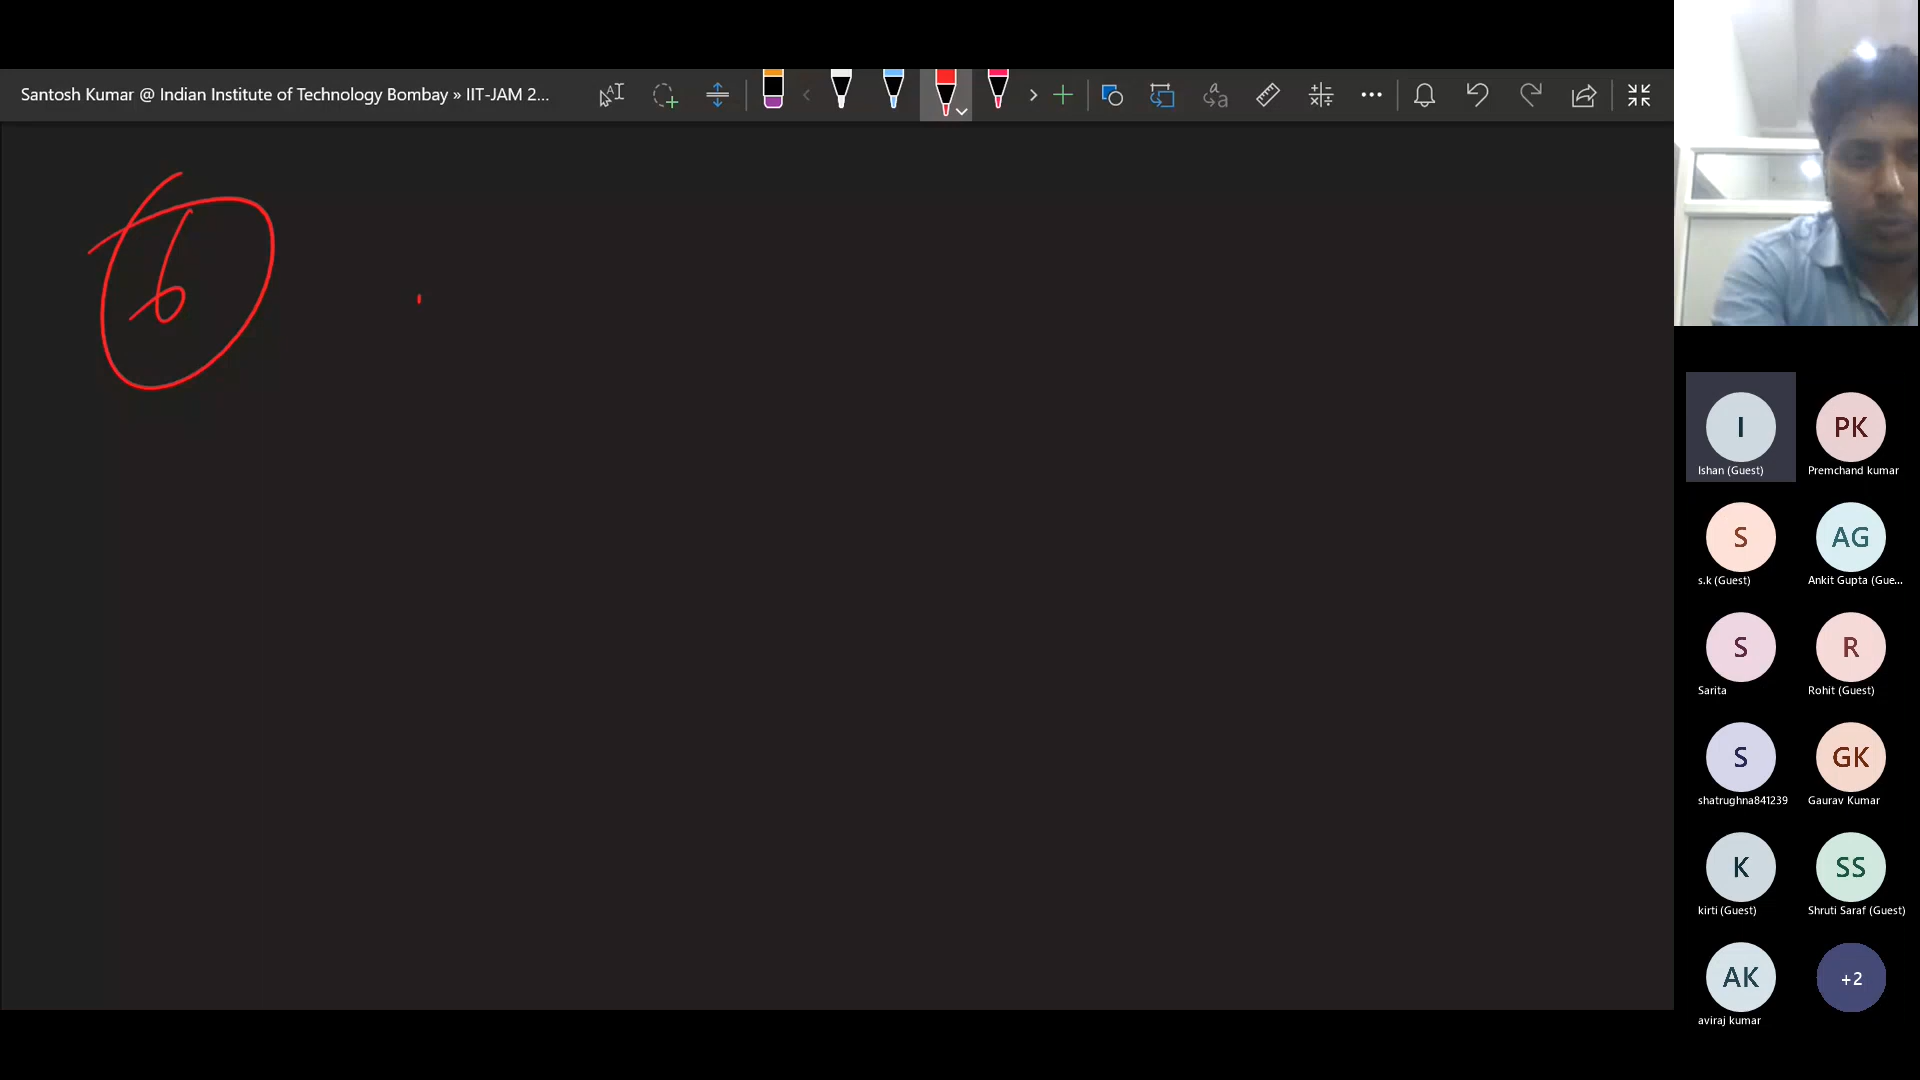 Santosh Kumar @ Indian Institute of Technology Bombay » IIT-JAM 2...
6
I
Ishan (Guest)
PK
Premchand kumar
S
s.k (Guest)
AG
Ankit Gupta (Gue...
S
Sarita
R
Rohit (Guest)
S
shatrughna841239
GK
Gaurav Kumar
K
kirti (Guest)
SS
Shruti Saraf (Guest)
AK
aviraj kumar
+2